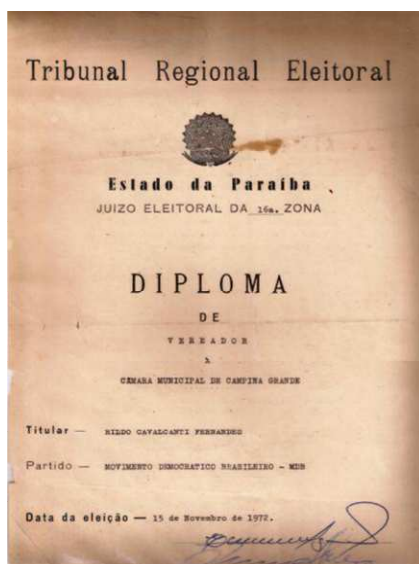 Tribunal Regional Eleitoral
Estado da Paraíba
JUIZO ELEITORAL DA 16a. ZONA
DIPLOMA
DE
VEREADOR
À
CÂMARA MUNICIPAL DE CAMPINA GRANDE
Titular — HILDO CAVALCANTI FERNANDES
Partido — MOVIMENTO DEMOCRATICO BRASILEIRO - MDB
Data da eleição — 15 de Novembro de 1972.